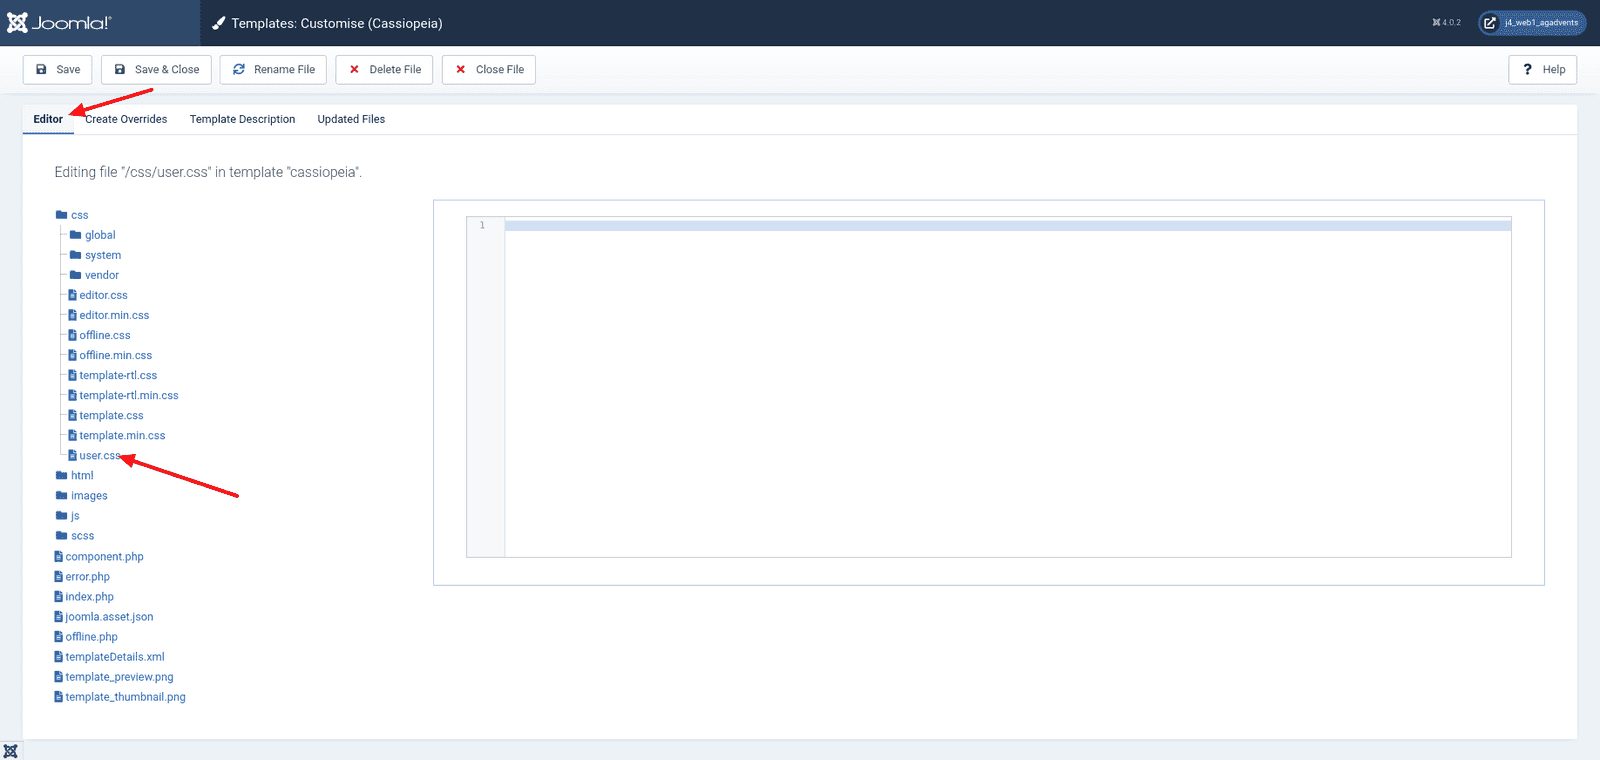 Joomla!® Templates: Customise (Cassiopeia) 4.0.2 j4_web1_agadvents
Save Save & Close Rename File Delete File Close File ? Help
Editor Create Overrides Template Description Updated Files
Editing file "/css/user.css" in template "cassiopeia".
css
1
global
system
vendor
editor.css
editor.min.css
offline.css
offline.min.css
template-rtl.css
template-rtl.min.css
template.css
template.min.css
user.css
html
images
js
scss
component.php
error.php
index.php
joomla.asset.json
offline.php
templateDetails.xml
template_preview.png
template_thumbnail.png